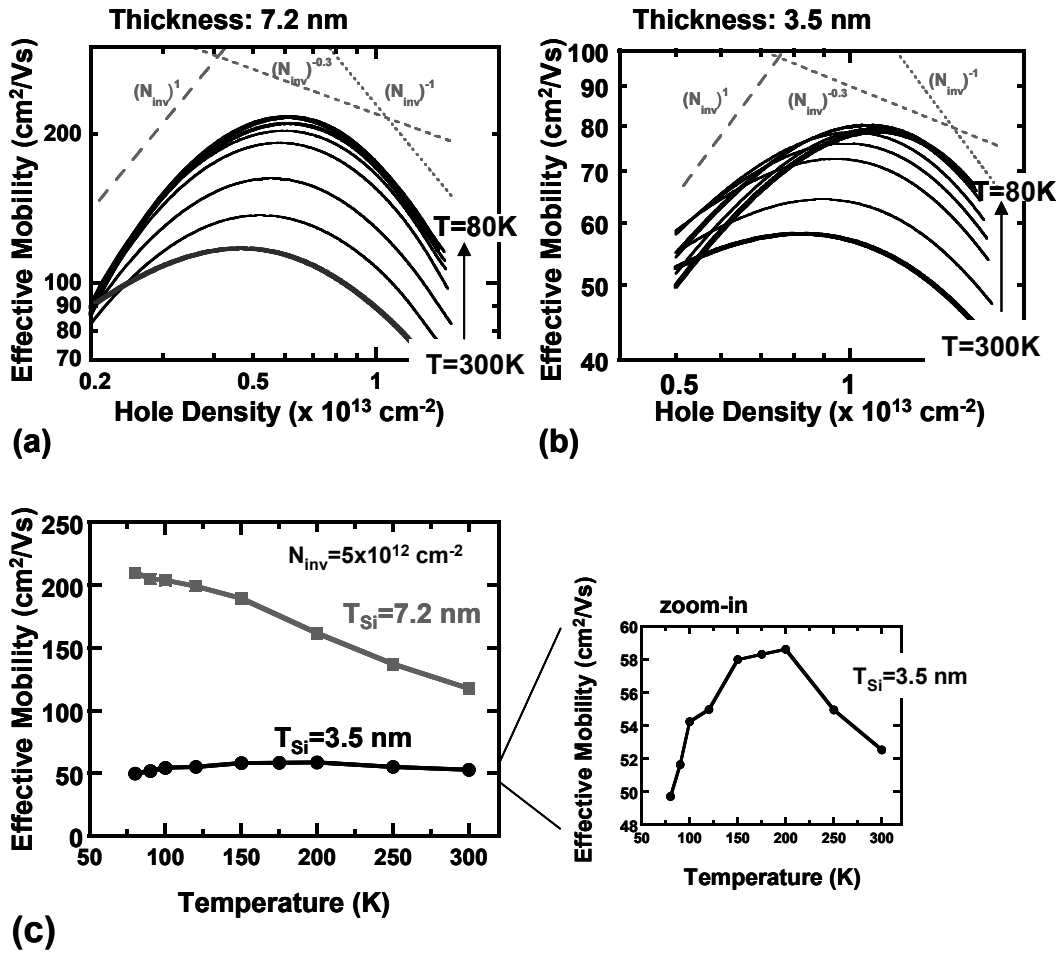 Thickness: 7.2 nm
Effective Mobility (cm²/Vs)
200
100
90
80
70
(N_inv)^1
(N_inv)^-0.3
(N_inv)^-1
T=80K
T=300K
0.2
0.5
1
Hole Density (x 10^13 cm^-2)
(a)
Thickness: 3.5 nm
Effective Mobility (cm²/Vs)
100
90
80
70
60
50
40
(N_inv)^1
(N_inv)^-0.3
(N_inv)^-1
T=80K
T=300K
0.5
1
Hole Density (x 10^13 cm^-2)
(b)
Effective Mobility (cm²/Vs)
250
200
150
100
50
0
N_inv=5x10^12 cm^-2
T_Si=7.2 nm
T_Si=3.5 nm
50 100 150 200 250 300
Temperature (K)
(c)
zoom-in
Effective Mobility (cm²/Vs)
60
58
56
54
52
50
48
T_Si=3.5 nm
50 100 150 200 250 300
Temperature (K)